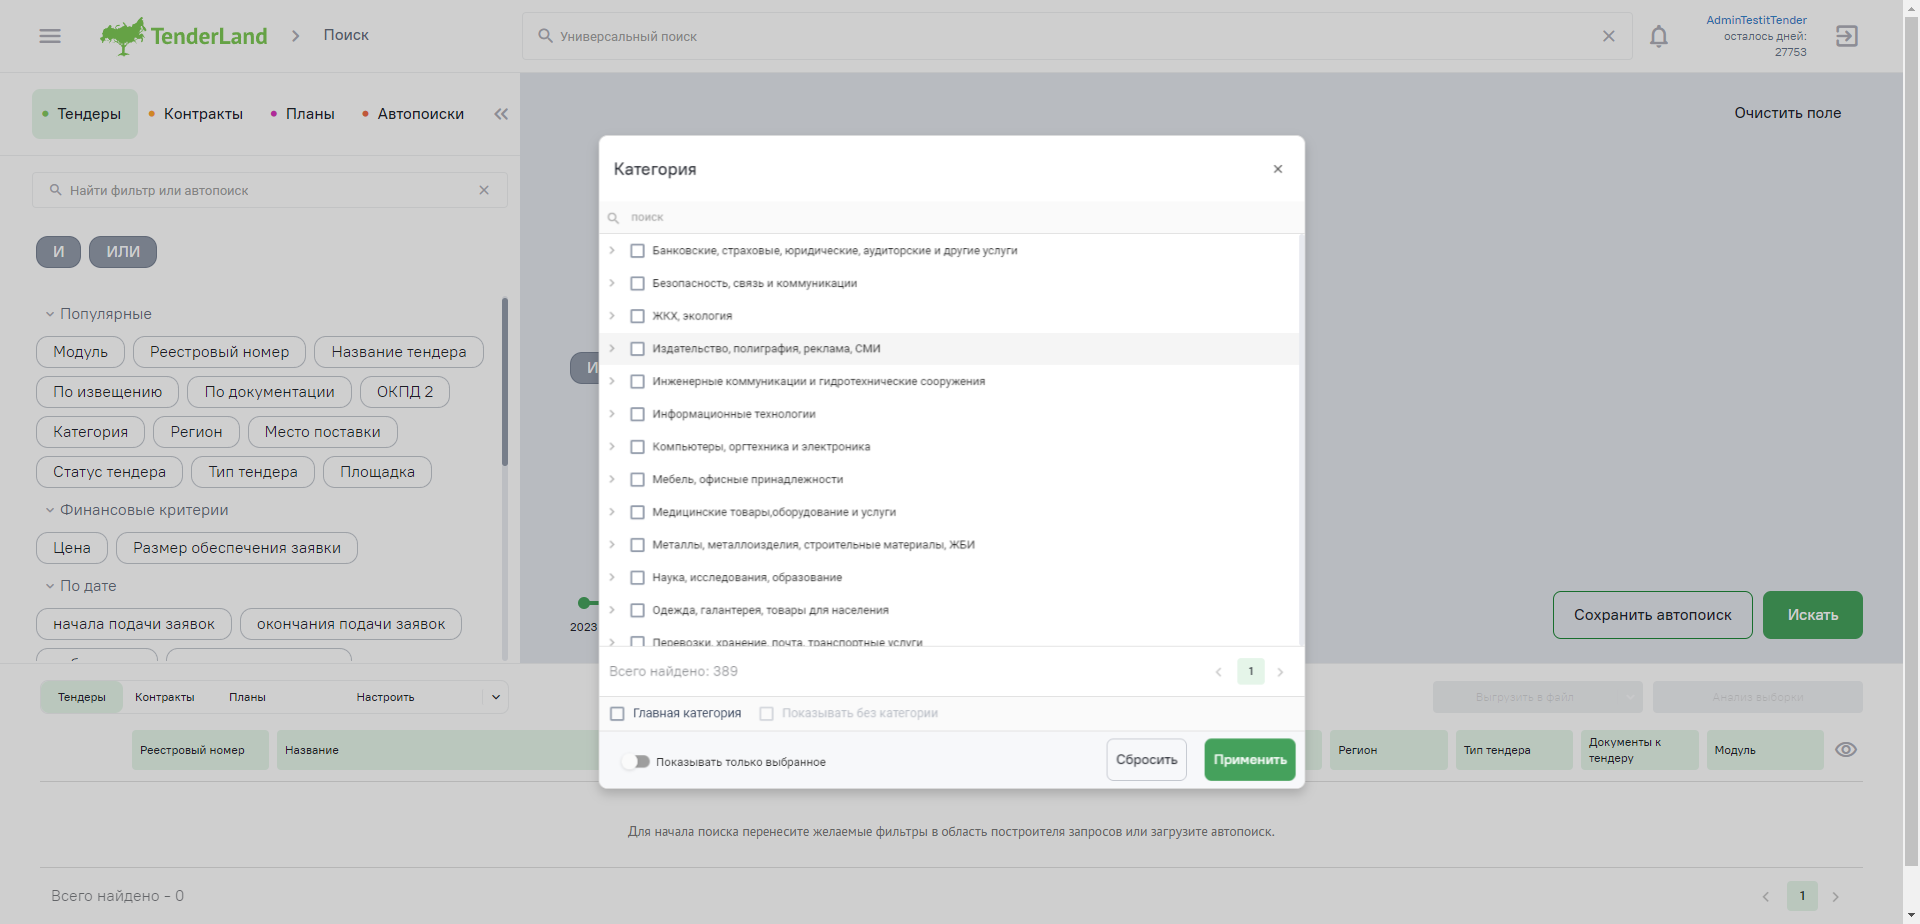 TenderLand
Поиск
Универсальный поиск
AdminTestitTender
осталось дней:
27753
Тендеры
Контракты
Планы
Автопоиски
Очистить поле
Найти фильтр или автопоиск
И
ИЛИ
Популярные
Модуль
Реестровый номер
Название тендера
По извещению
По документации
ОКПД 2
Категория
Регион
Место поставки
Статус тендера
Тип тендера
Площадка
Финансовые критерии
Цена
Размер обеспечения заявки
По дате
начала подачи заявок
окончания подачи заявок
И
2023
Категория
поиск
Банковские, страховые, юридические, аудиторские и другие услуги
Безопасность, связь и коммуникации
ЖКХ, экология
Издательство, полиграфия, реклама, СМИ
Инженерные коммуникации и гидротехнические сооружения
Информационные технологии
Компьютеры, оргтехника и электроника
Мебель, офисные принадлежности
Медицинские товары,оборудование и услуги
Металлы, металлоизделия, строительные материалы, ЖБИ
Наука, исследования, образование
Одежда, галантерея, товары для населения
Перевозки, хранение, почта, транспортные услуги
Всего найдено: 389
1
Главная категория
Показывать без категории
Показывать только выбранное
Сбросить
Применить
Сохранить автопоиск
Искать
Тендеры
Контракты
Планы
Настроить
Выгрузить в файл
Анализ выборки
Реестровый номер
Название
Регион
Тип тендера
Документы к
тендеру
Модуль
Для начала поиска перенесите желаемые фильтры в область построителя запросов или загрузите автопоиск.
Всего найдено - 0
1